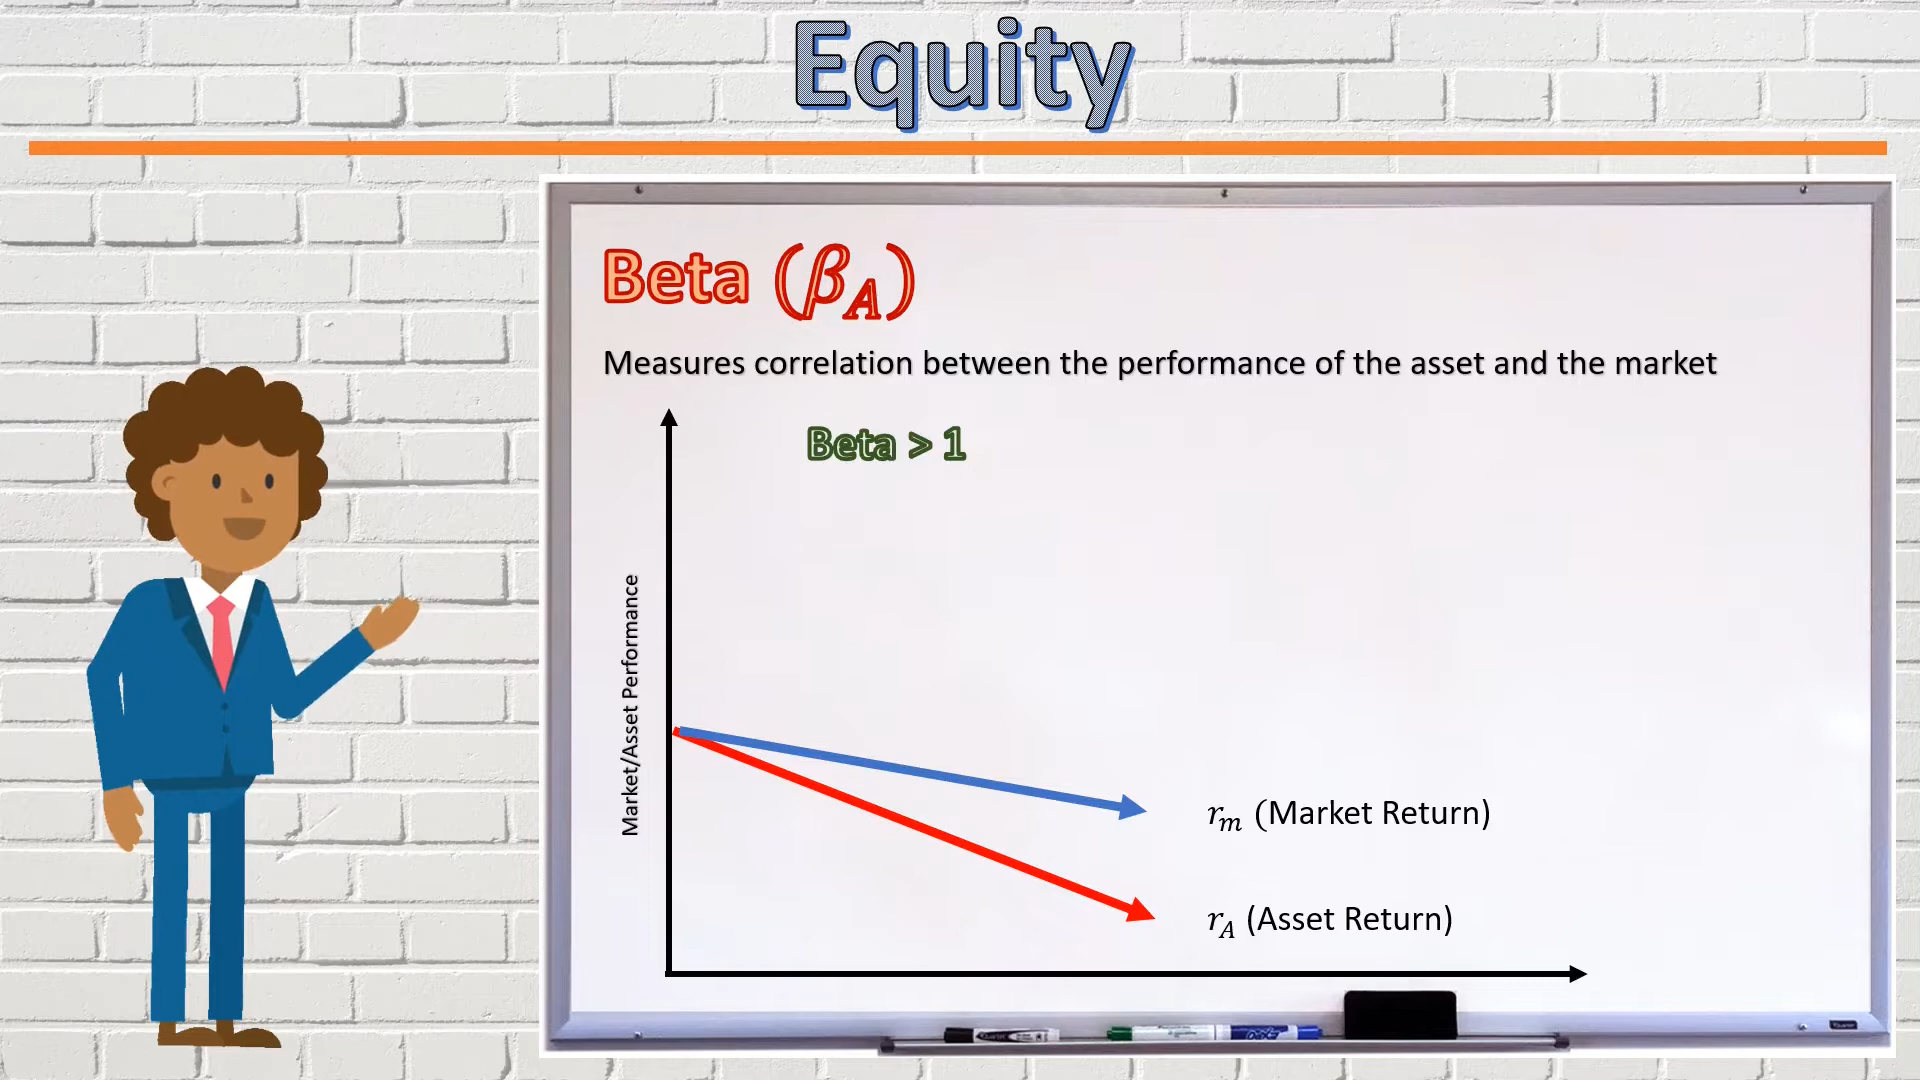 Equity
Beta (β_A)
Measures correlation between the performance of the asset and the market
Beta > 1
Market/Asset Performance
r_m (Market Return)
r_A (Asset Return)